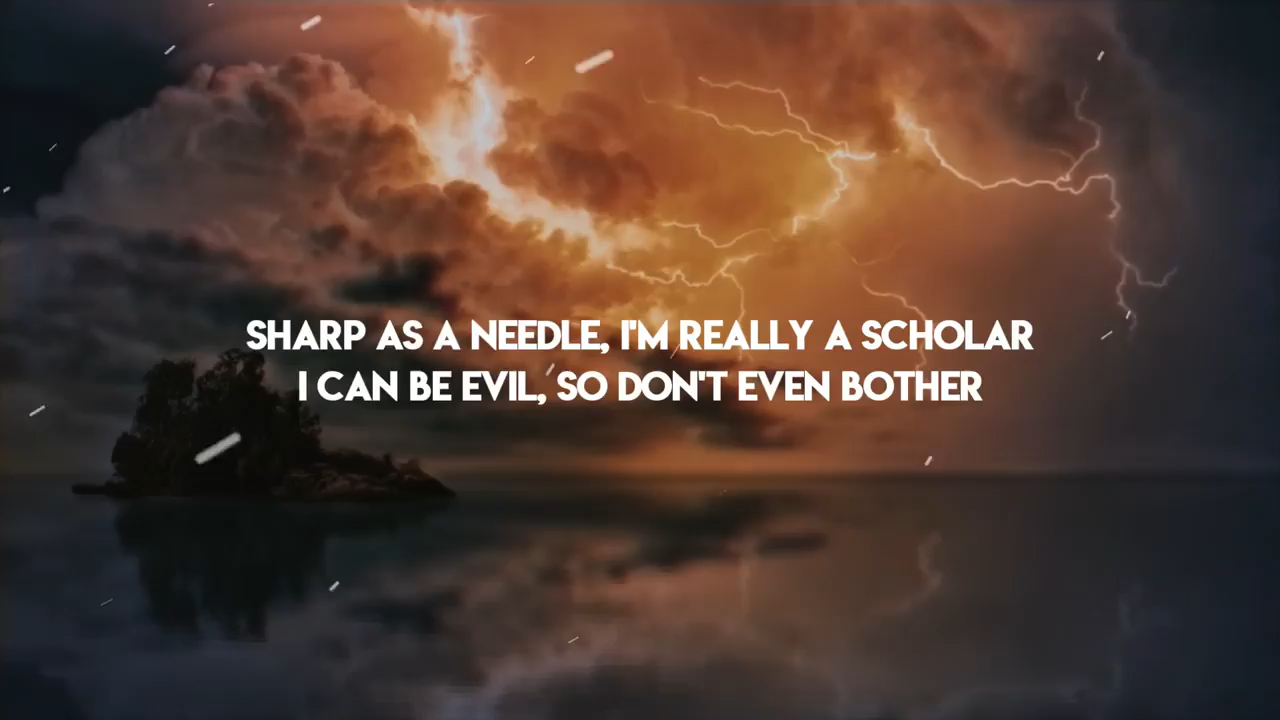 SHARP AS A NEEDLE, I'M REALLY A SCHOLAR
I CAN BE EVIL, SO DON'T EVEN BOTHER